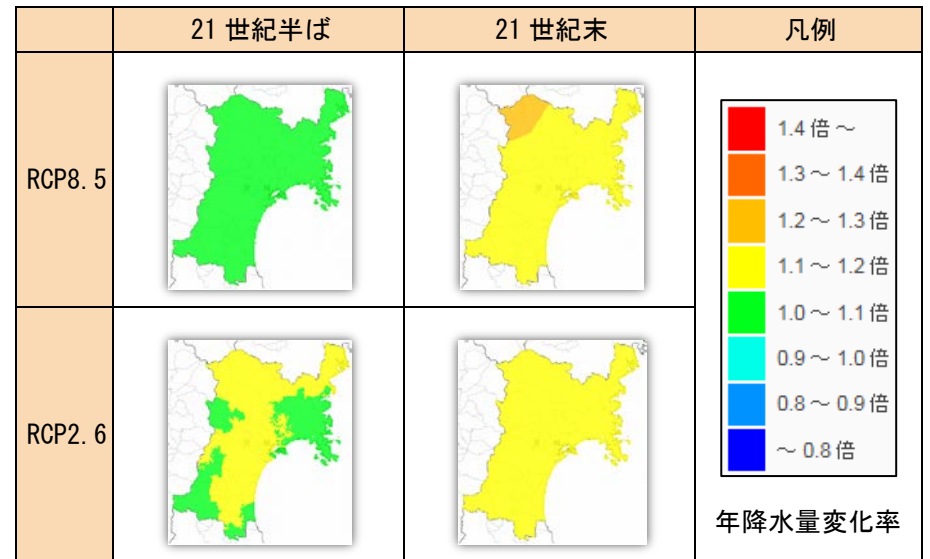 21 世紀半ば
21 世紀末
凡例
RCP8.5
1.4 倍 ~
1.3 ~ 1.4 倍
1.2 ~ 1.3 倍
1.1 ~ 1.2 倍
1.0 ~ 1.1 倍
0.9 ~ 1.0 倍
0.8 ~ 0.9 倍
~ 0.8 倍
RCP2.6
年降水量変化率